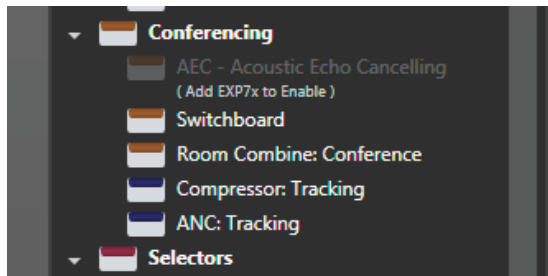 Conferencing
AEC - Acoustic Echo Cancelling
( Add EXP7x to Enable )
Switchboard
Room Combine: Conference
Compressor: Tracking
ANC: Tracking
Selectors